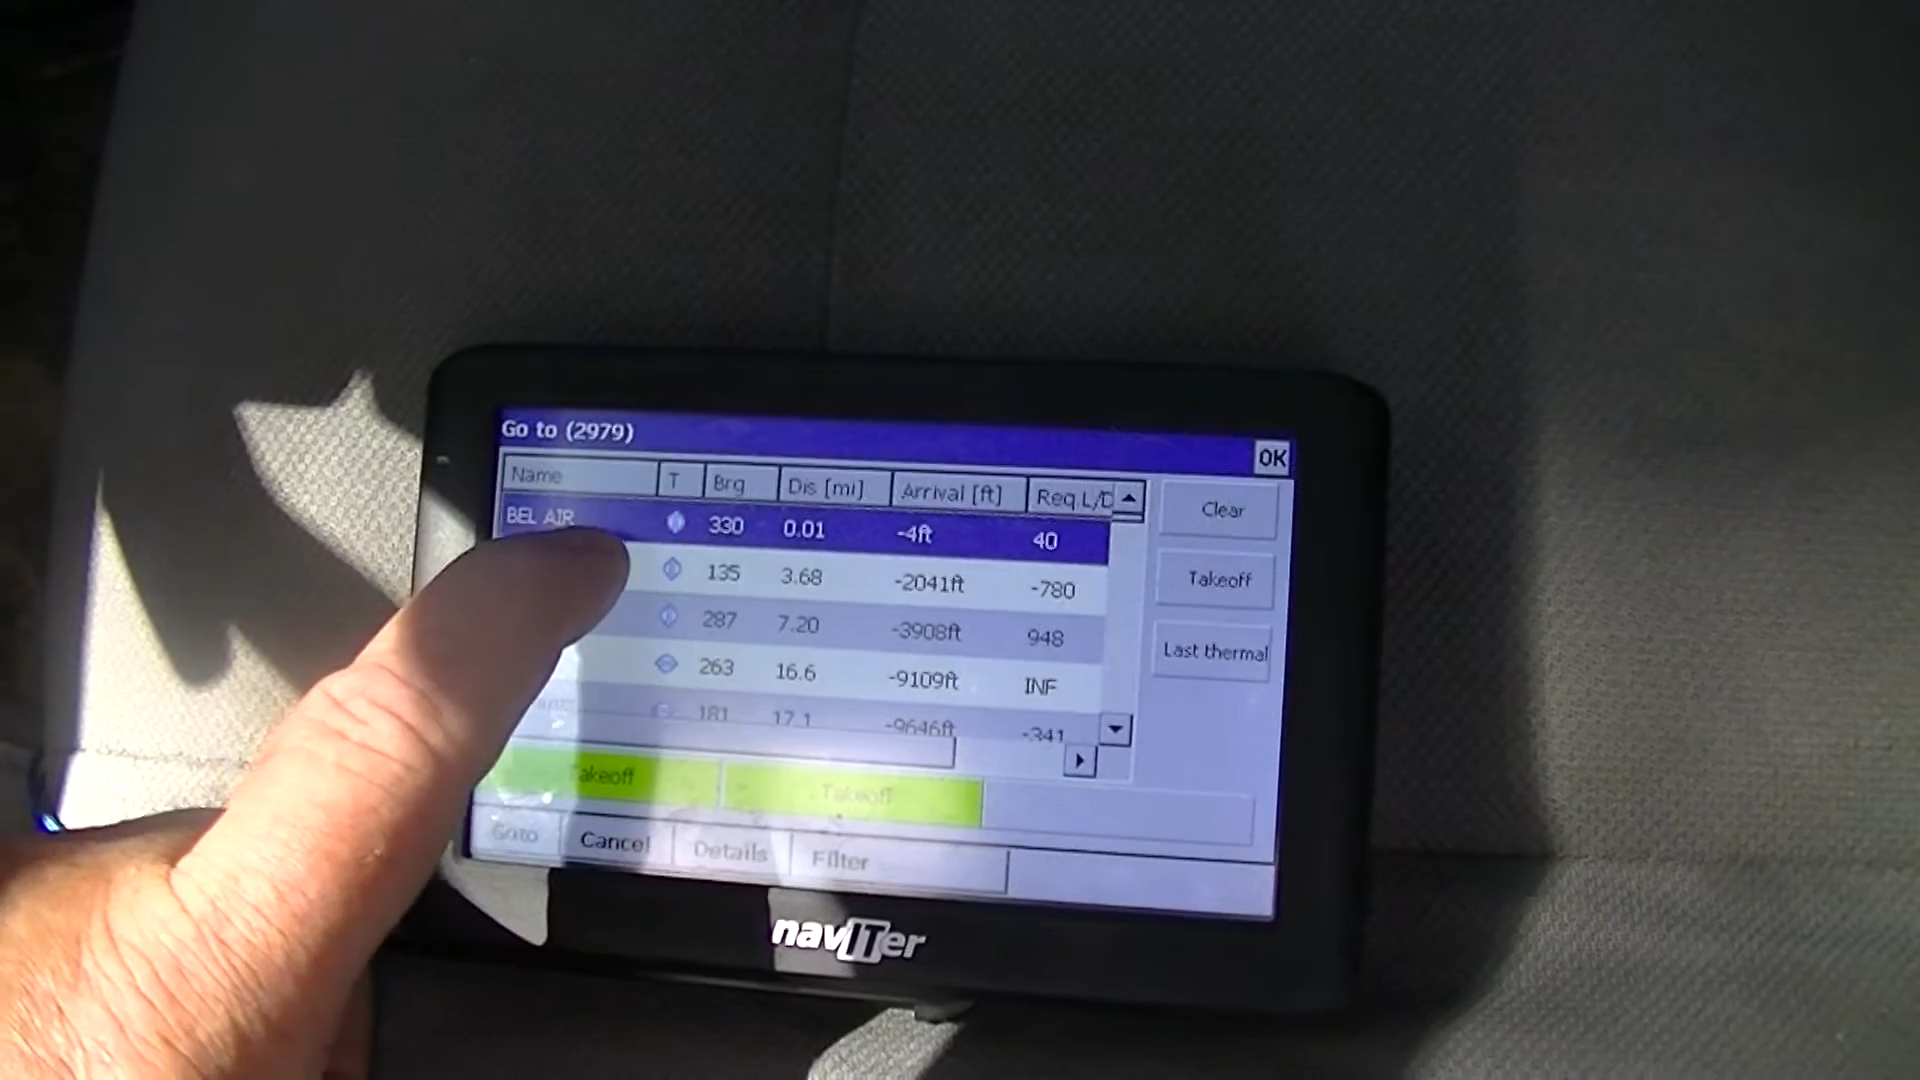 Go to (2979)
OK
Name T Brg Dis [mi] Arrival [ft] Req.L/D
BEL AIR 330 0.01 -4ft 40
135 3.68 -2041ft -780
287 7.20 -3908ft 948
263 16.6 -9109ft INF
181 17.1 -9646ft -341
Clear
Takeoff
Last thermal
Takeoff Takeoff
Goto Cancel Details Filter
navITer